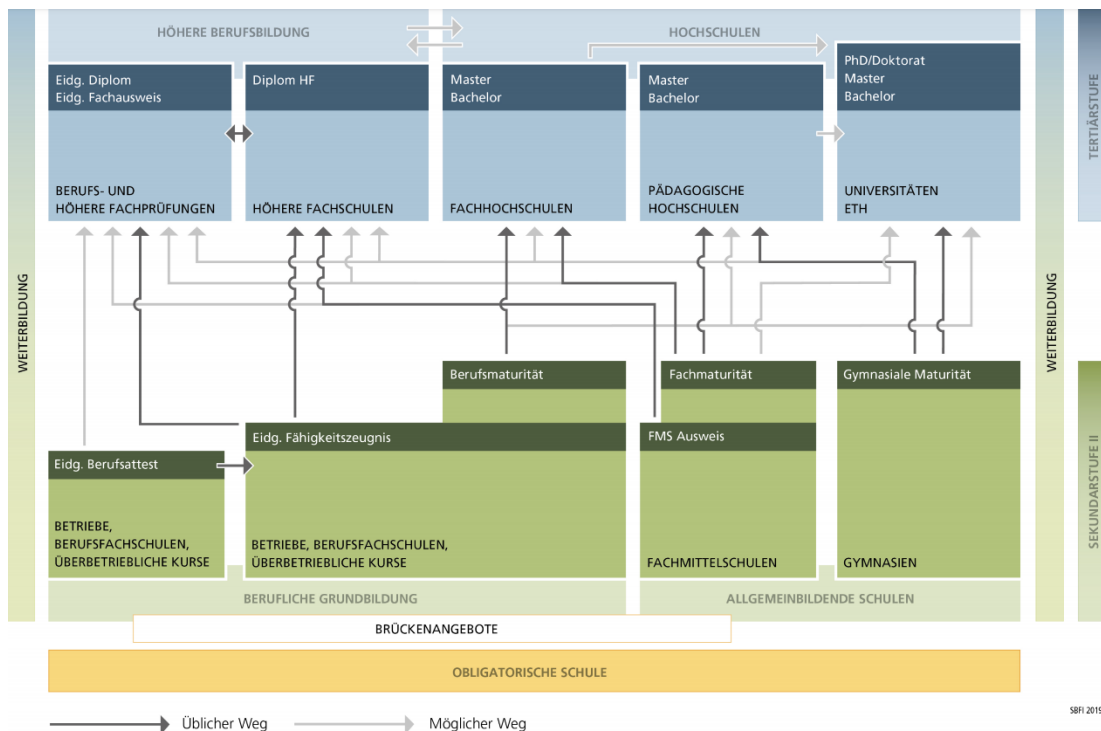 HÖHERE BERUFSBILDUNG
HOCHSCHULEN
Eidg. Diplom
Eidg. Fachausweis
Diplom HF
Master
Bachelor
Master
Bachelor
PhD/Doktorat
Master
Bachelor
BERUFS- UND
HÖHERE FACHPRÜFUNGEN
HÖHERE FACHSCHULEN
FACHHOCHSCHULEN
PÄDAGOGISCHE
HOCHSCHULEN
UNIVERSITÄTEN
ETH
TERTIÄRSTUFE
WEITERBILDUNG
WEITERBILDUNG
Berufsmaturität
Fachmaturität
Gymnasiale Maturität
Eidg. Fähigkeitszeugnis
FMS Ausweis
Eidg. Berufsattest
BETRIEBE,
BERUFSFACHSCHULEN,
ÜBERBETRIEBLICHE KURSE
BETRIEBE, BERUFSFACHSCHULEN,
ÜBERBETRIEBLICHE KURSE
FACHMITTELSCHULEN
GYMNASIEN
SEKUNDARSTUFE II
BERUFLICHE GRUNDBILDUNG
ALLGEMEINBILDENDE SCHULEN
BRÜCKENANGEBOTE
OBLIGATORISCHE SCHULE
Üblicher Weg
Möglicher Weg
SBFI 2019